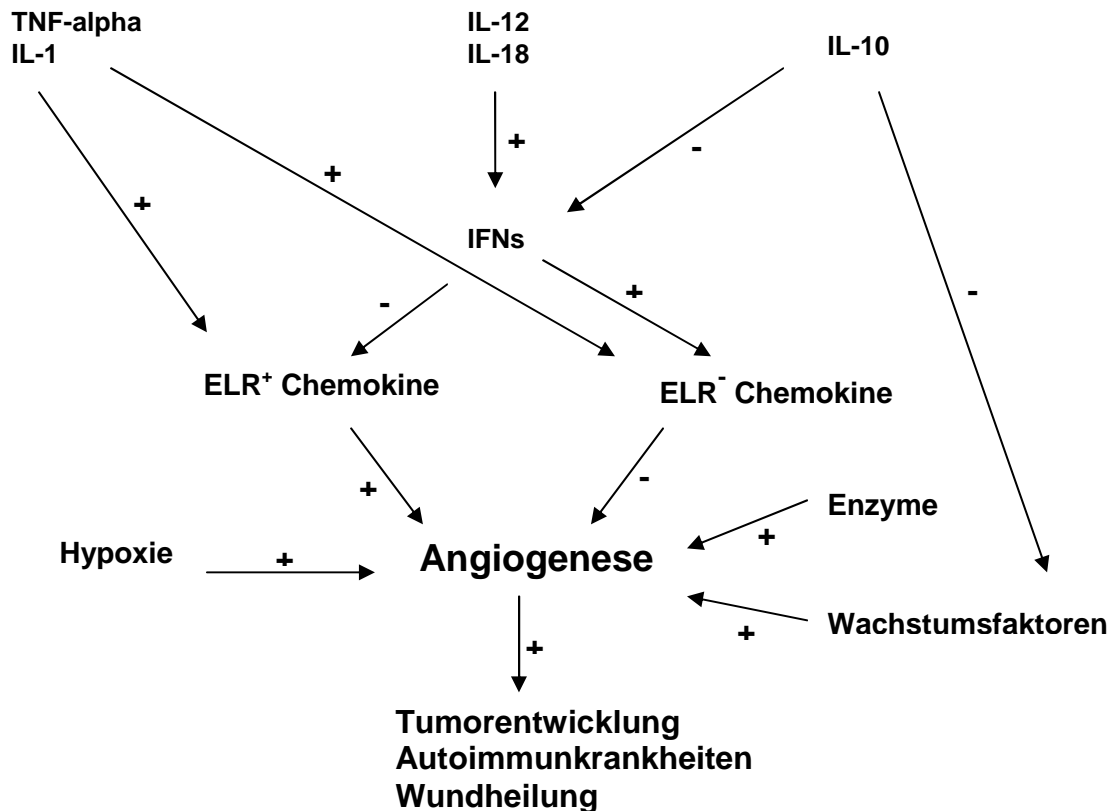 TNF-alpha
IL-1
IL-12
IL-18
IL-10
+
-
+
+
IFNs
-
+
-
ELR⁺ Chemokine
ELR⁻ Chemokine
+
-
Enzyme
+
Hypoxie
+
Angiogenese
Wachstumsfaktoren
+
+
Tumorentwicklung
Autoimmunkrankheiten
Wundheilung